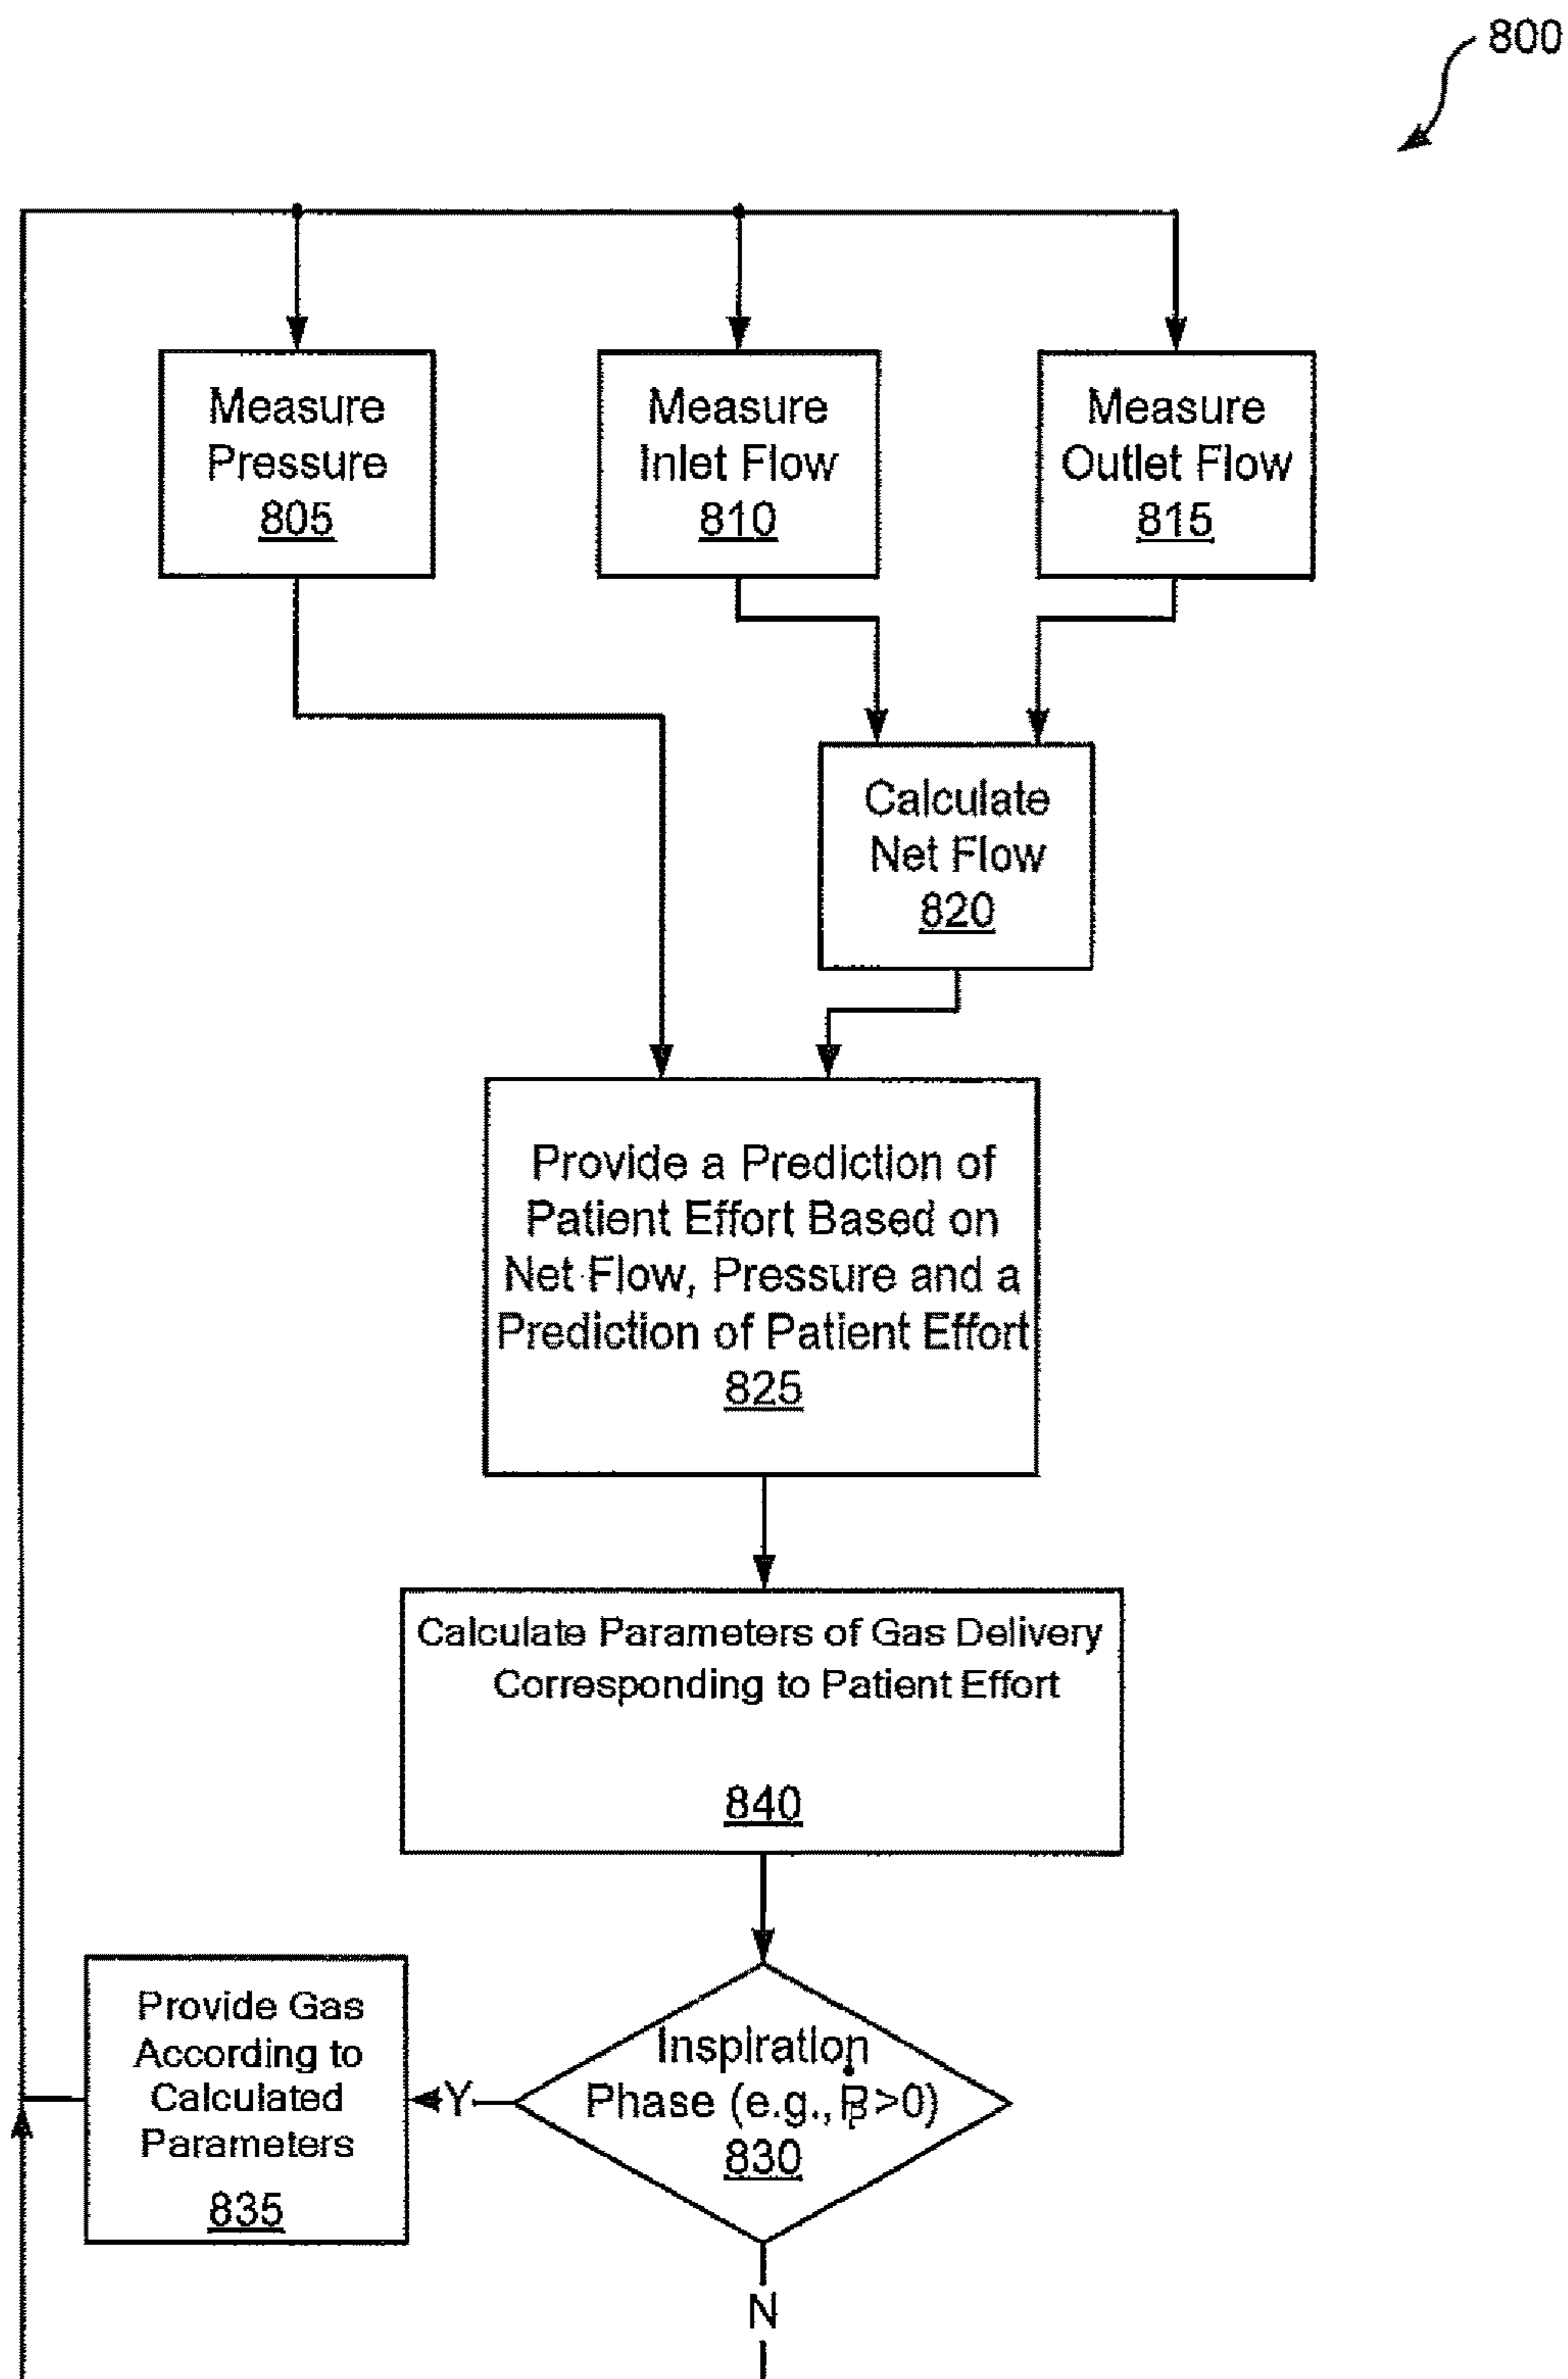 800
Measure
Pressure
805
Measure
Inlet Flow
810
Measure
Outlet Flow
815
Calculate
Net Flow
820
Provide a Prediction of
Patient Effort Based on
Net Flow, Pressure and a
Prediction of Patient Effort
825
Calculate Parameters of Gas Delivery
Corresponding to Patient Effort
840
Inspiration
Phase (e.g., >0)
830
Y
Provide Gas
According to
Calculated
Parameters
835
N